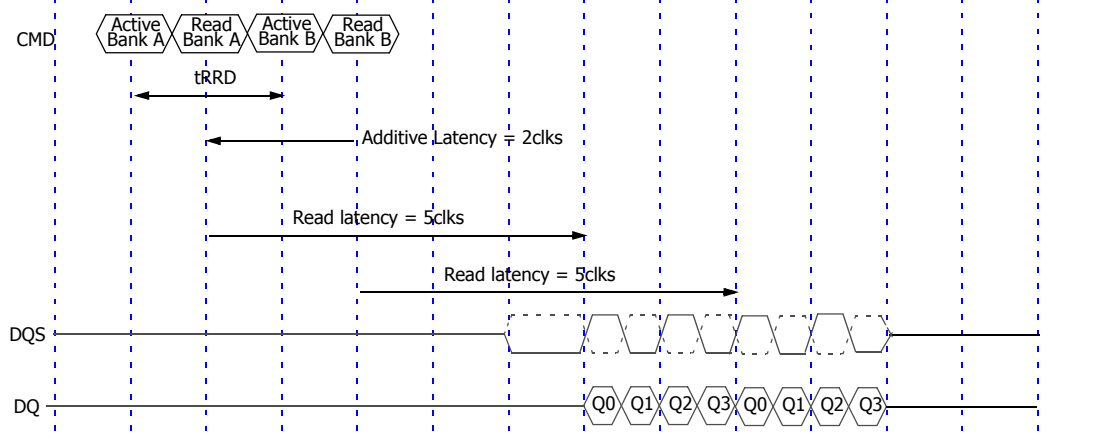 CMD
Active
Bank A
Read
Bank A
Active
Bank B
Read
Bank B
tRRD
Additive Latency = 2clks
Read latency = 5clks
Read latency = 5clks
DQS
DQ
Q0 Q1 Q2 Q3 Q0 Q1 Q2 Q3